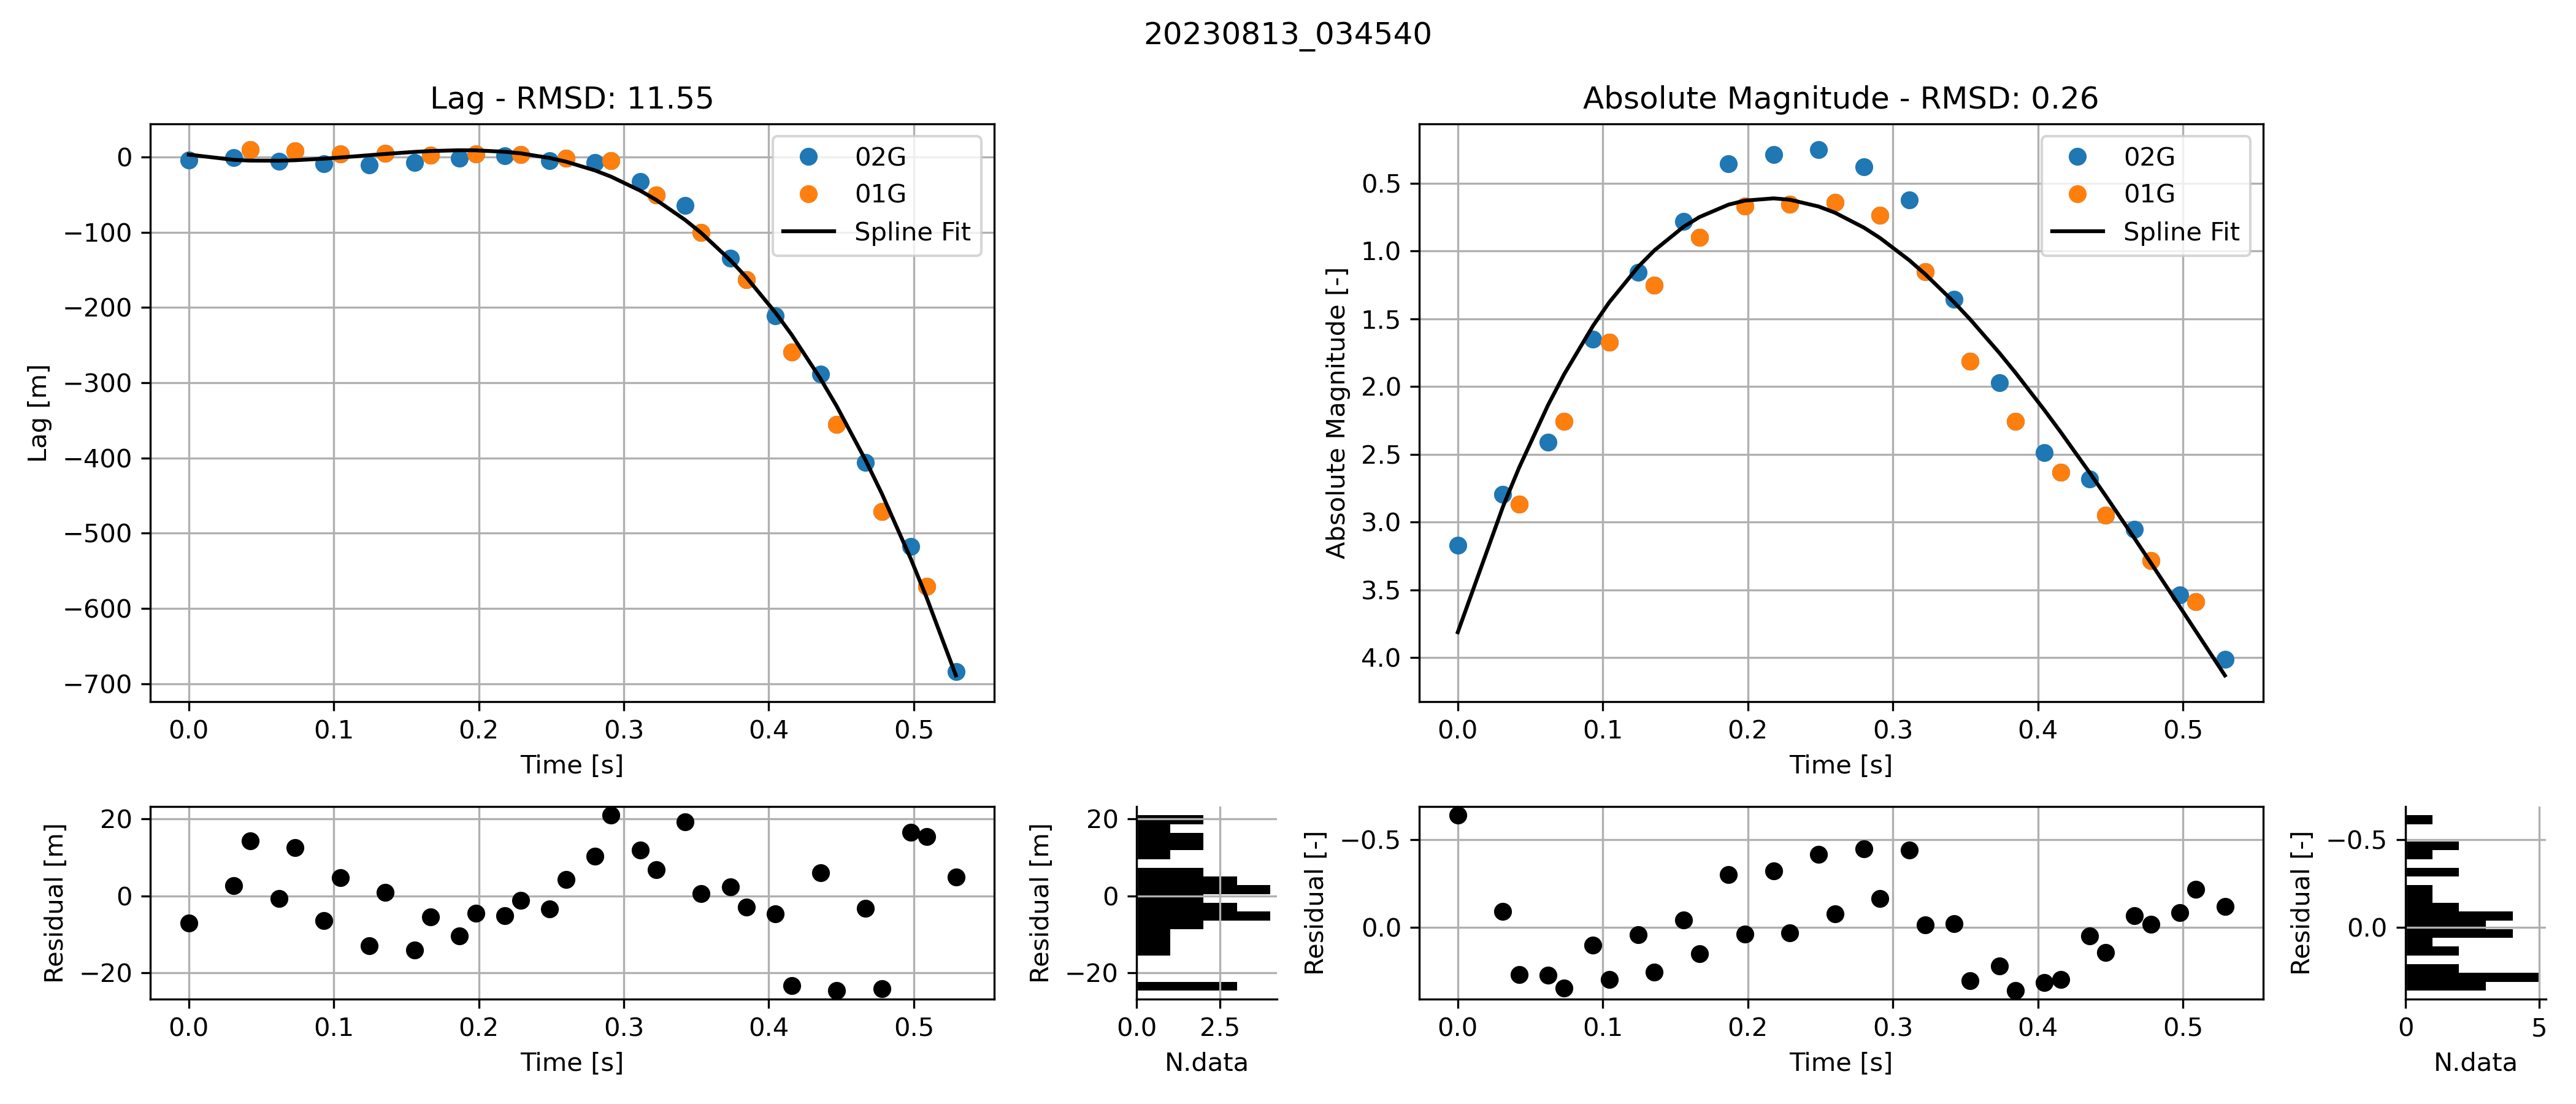 20230813_034540
Lag - RMSD: 11.55
0
−100
−200
−300
−400
−500
−600
−700
Lag [m]
02G
01G
Spline Fit
0.0 0.1 0.2 0.3 0.4 0.5
Time [s]
Absolute Magnitude - RMSD: 0.26
0.5
1.0
1.5
2.0
2.5
3.0
3.5
4.0
Absolute Magnitude [-]
02G
01G
Spline Fit
0.0 0.1 0.2 0.3 0.4 0.5
Time [s]
20
0
−20
Residual [m]
0.0 0.1 0.2 0.3 0.4 0.5
Time [s]
20
0
−20
Residual [m]
0.0 2.5
N.data
−0.5
0.0
Residual [-]
0.0 0.1 0.2 0.3 0.4 0.5
Time [s]
−0.5
0.0
Residual [-]
0 5
N.data